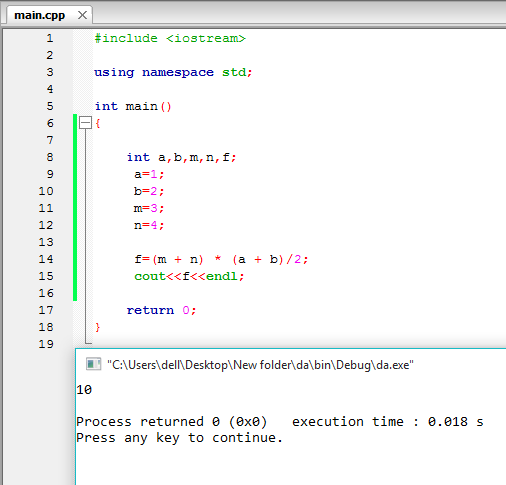 main.cpp
1 #include <iostream>
2
3 using namespace std;
4
5 int main()
6 {
7
8 int a,b,m,n,f;
9 a=1;
10 b=2;
11 m=3;
12 n=4;
13
14 f=(m + n) * (a + b)/2;
15 cout<<f<<endl;
16
17 return 0;
18 }
19
"C:\Users\dell\Desktop\New folder\da\bin\Debug\da.exe"
10
Process returned 0 (0x0) execution time : 0.018 s
Press any key to continue.